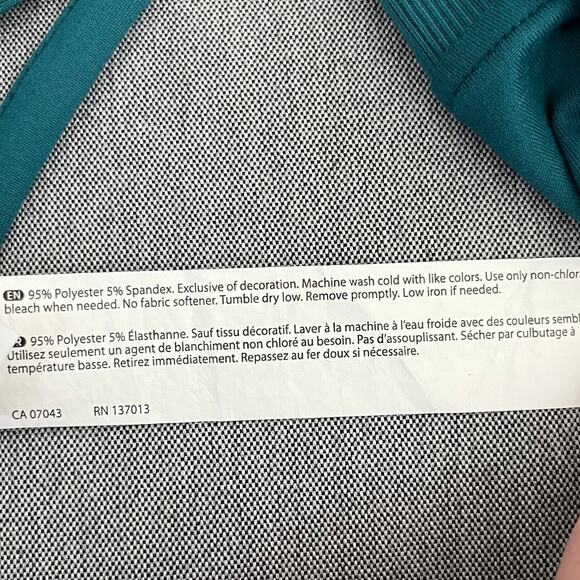 EN 95% Polyester 5% Spandex. Exclusive of decoration. Machine wash cold with like colors. Use only non-chlor
bleach when needed. No fabric softener. Tumble dry low. Remove promptly. Low iron if needed.
95% Polyester 5% Élasthanne. Sauf tissu décoratif. Laver à la machine à l'eau froide avec des couleurs sembl
Utilisez seulement un agent de blanchiment non chloré au besoin. Pas d'assouplissant. Sécher par culbutage à
température basse. Retirez immédiatement. Repassez au fer doux si nécessaire.
CA 07043 RN 137013